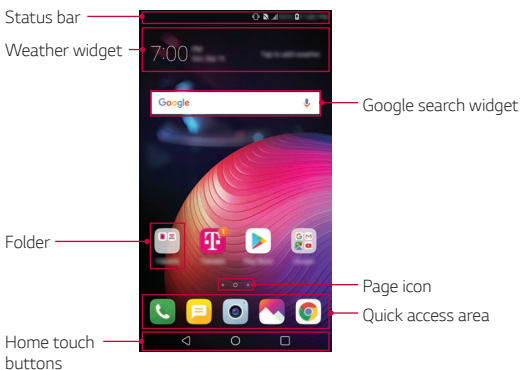 Status bar
Weather widget
7:00
Google
Google search widget
Folder
Page icon
Quick access area
Home touch
buttons